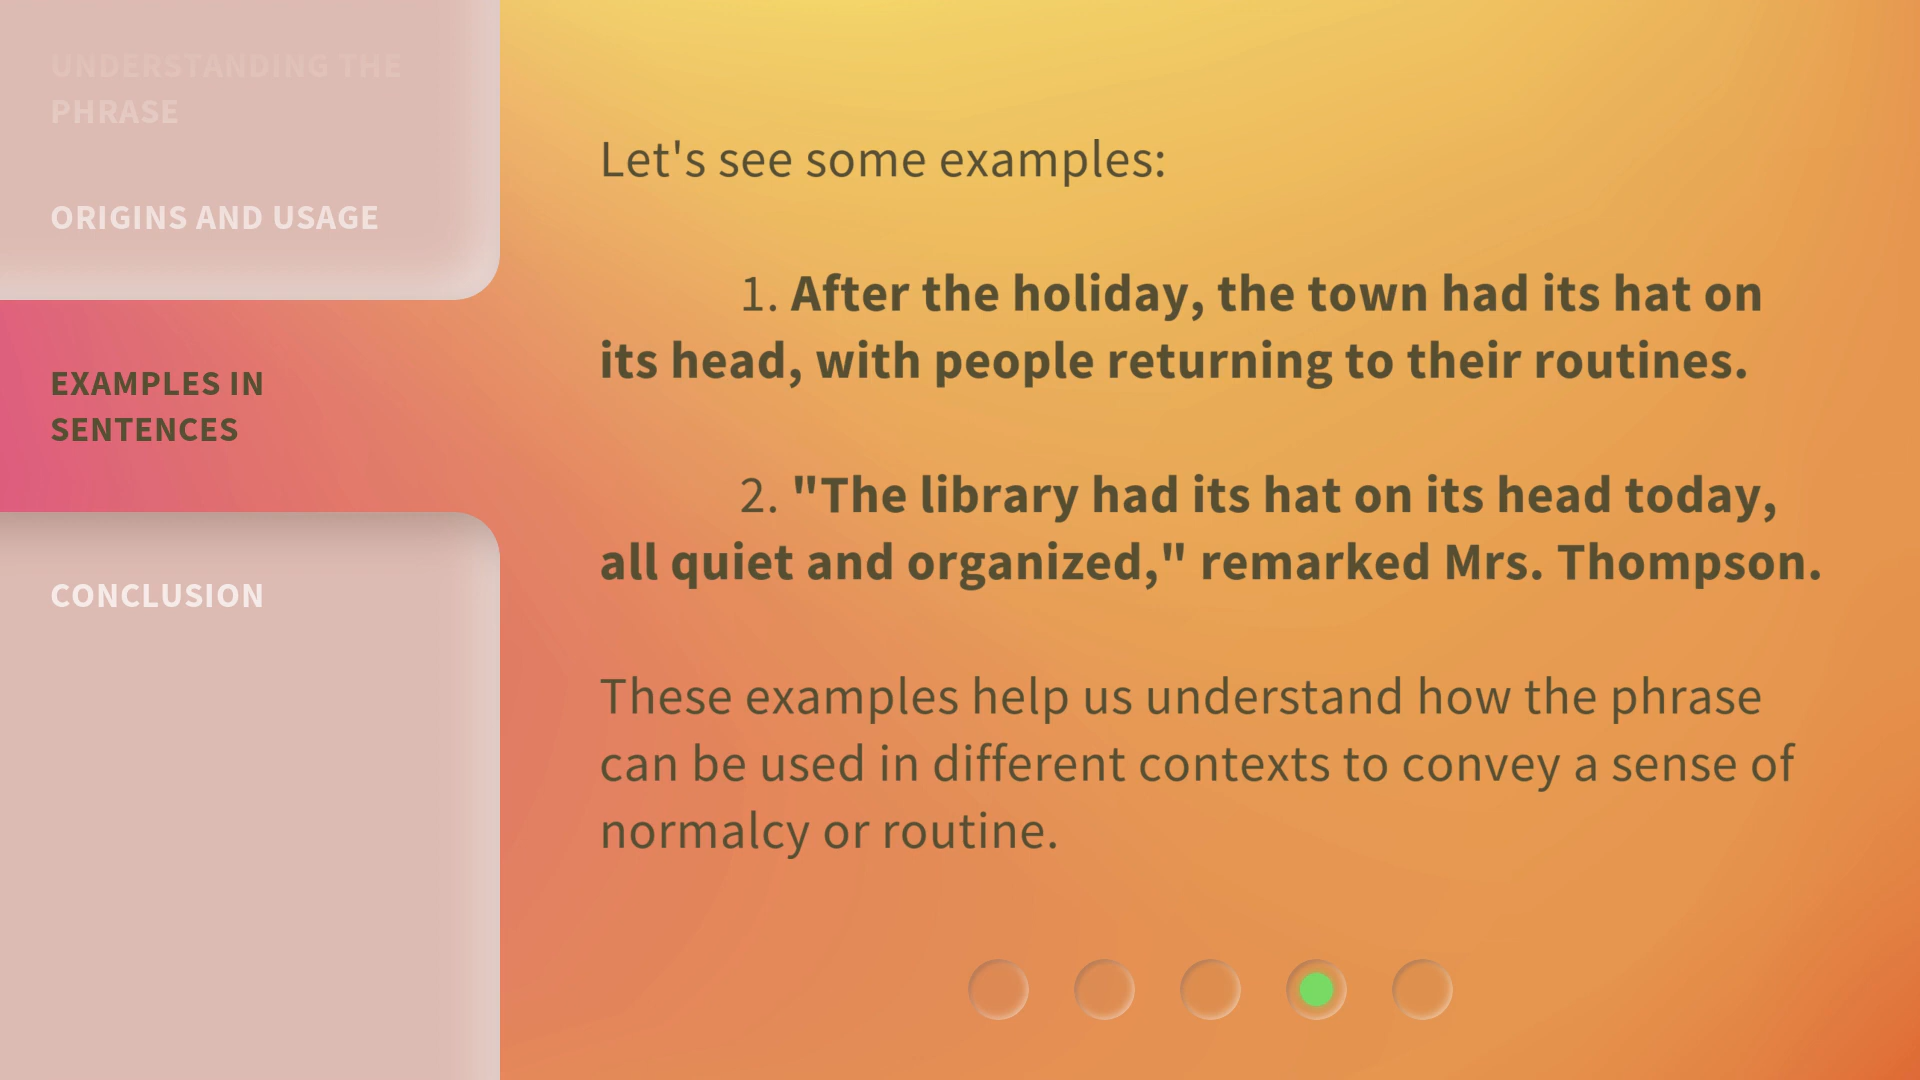 UNDERSTANDING THE
PHRASE
ORIGINS AND USAGE
EXAMPLES IN
SENTENCES
CONCLUSION
Let's see some examples:
1. After the holiday, the town had its hat on
its head, with people returning to their routines.
2. "The library had its hat on its head today,
all quiet and organized," remarked Mrs. Thompson.
These examples help us understand how the phrase
can be used in different contexts to convey a sense of
normalcy or routine.